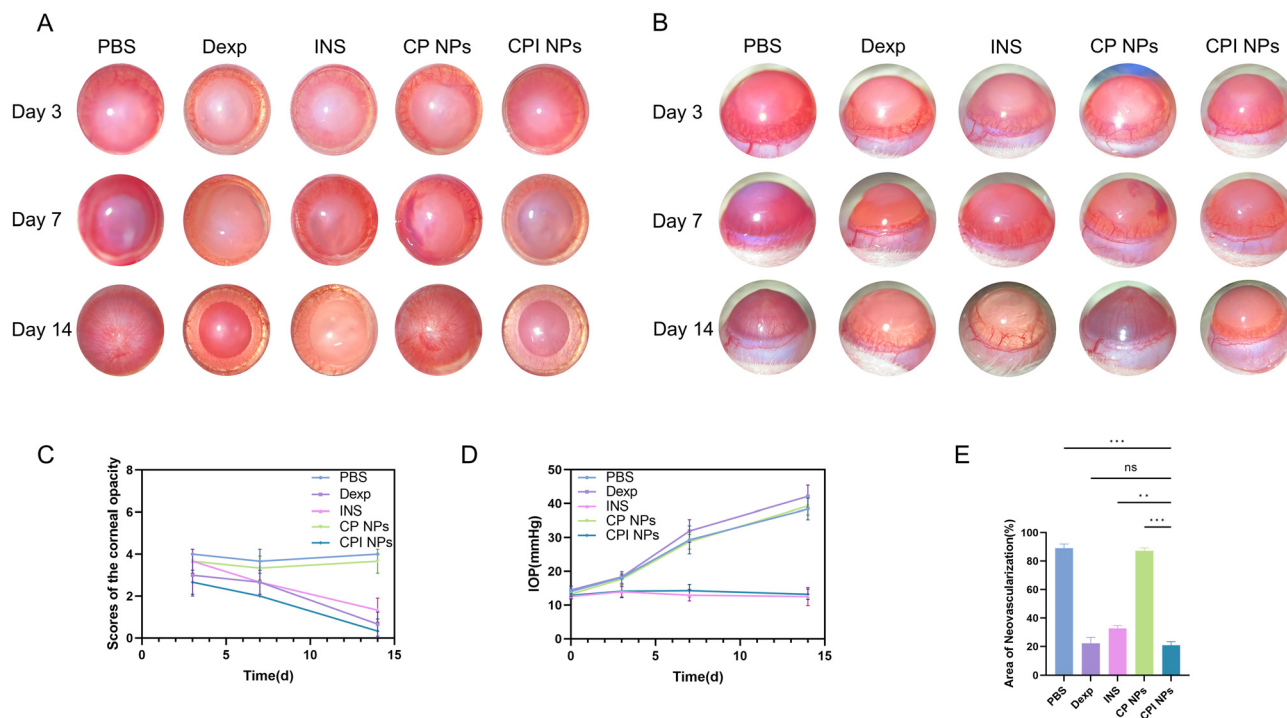 A
PBS Dexp INS CP NPs CPI NPs
Day 3
Day 7
Day 14
B
PBS Dexp INS CP NPs CPI NPs
Day 3
Day 7
Day 14
C
Scores of the corneal opacity
8
6
4
2
0
0 5 10 15
Time(d)
PBS
Dexp
INS
CP NPs
CPI NPs
D
IOP(mmHg)
50
40
30
20
10
0
0 5 10 15
Time(d)
PBS
Dexp
INS
CP NPs
CPI NPs
E
***
ns
**
***
Area of Neovascularization(%)
100
80
60
40
20
0
PBS
Dexp
INS
CP NPs
CPI NPs